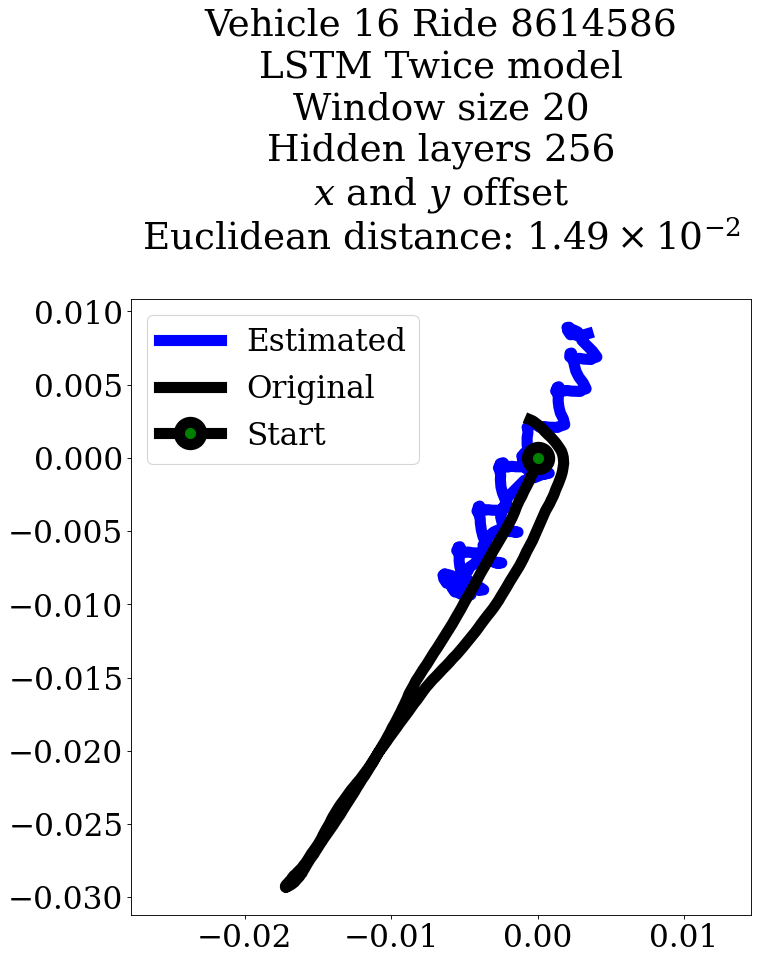 Vehicle 16 Ride 8614586
LSTM Twice model
Window size 20
Hidden layers 256
x and y offset
Euclidean distance: 1.49 × 10⁻²
0.010
0.005
0.000
−0.005
−0.010
−0.015
−0.020
−0.025
−0.030
Estimated
Original
Start
−0.02 −0.01 0.00 0.01